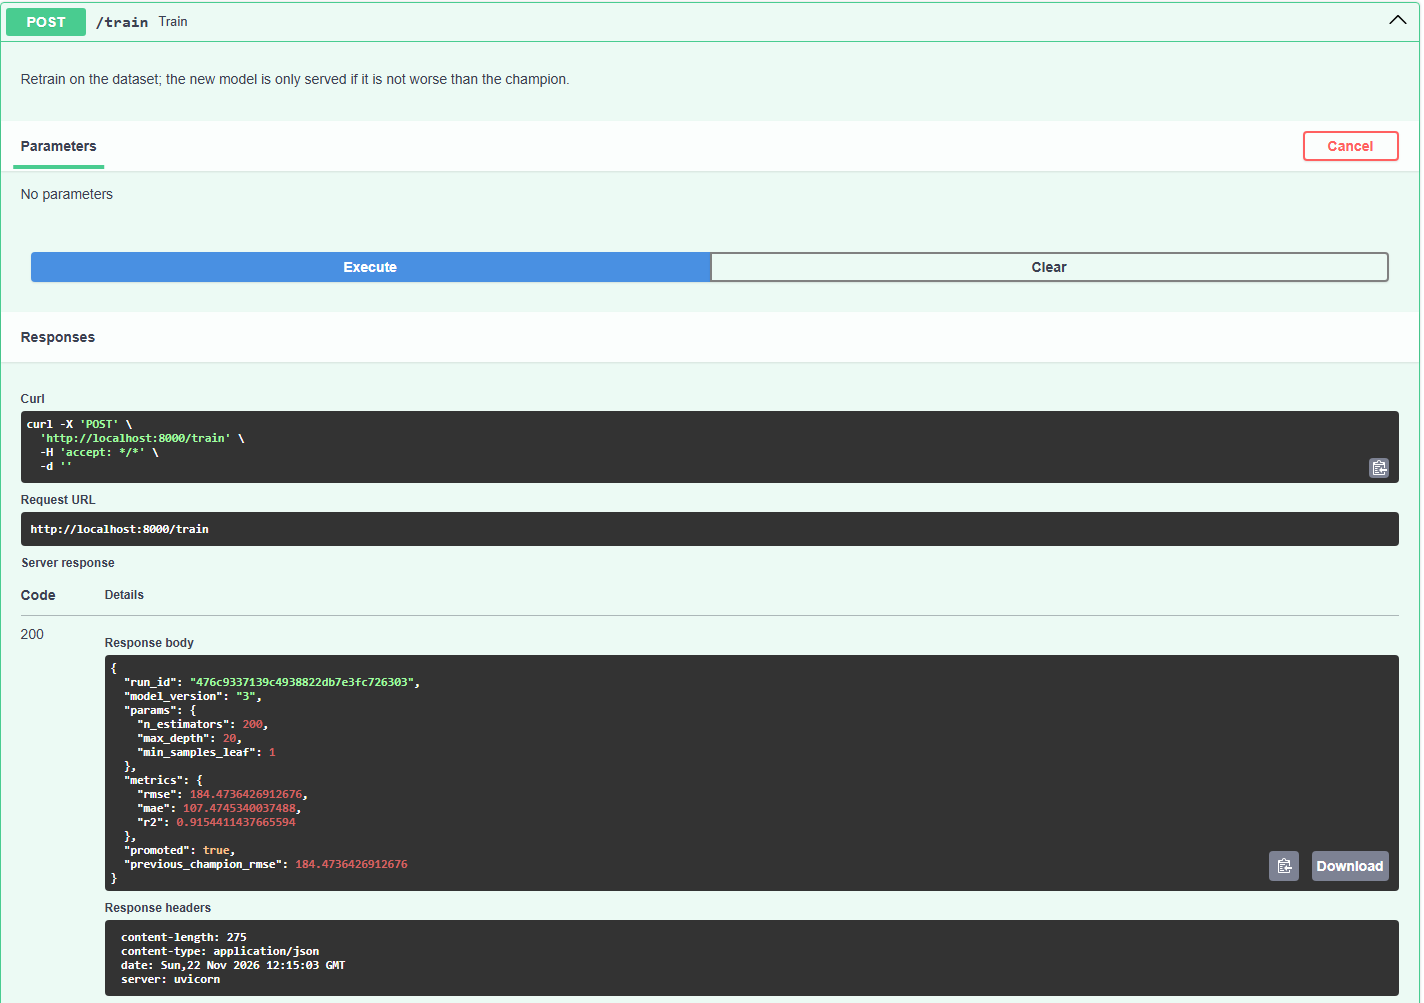 POST /train Train
Retrain on the dataset; the new model is only served if it is not worse than the champion.
Parameters
Cancel
No parameters
Execute
Clear
Responses
Curl
curl -X 'POST' \
  'http://localhost:8000/train' \
  -H 'accept: */*' \
  -d ''
Request URL
http://localhost:8000/train
Server response
Code Details
200
Response body
{
  "run_id": "476c9337139c4938822db7e3fc726303",
  "model_version": "3",
  "params": {
    "n_estimators": 200,
    "max_depth": 20,
    "min_samples_leaf": 1
  },
  "metrics": {
    "rmse": 184.4736426912676,
    "mae": 107.4745340037488,
    "r2": 0.9154411437665594
  },
  "promoted": true,
  "previous_champion_rmse": 184.4736426912676
}
Download
Response headers
content-length: 275
content-type: application/json
date: Sun,22 Nov 2026 12:15:03 GMT
server: uvicorn